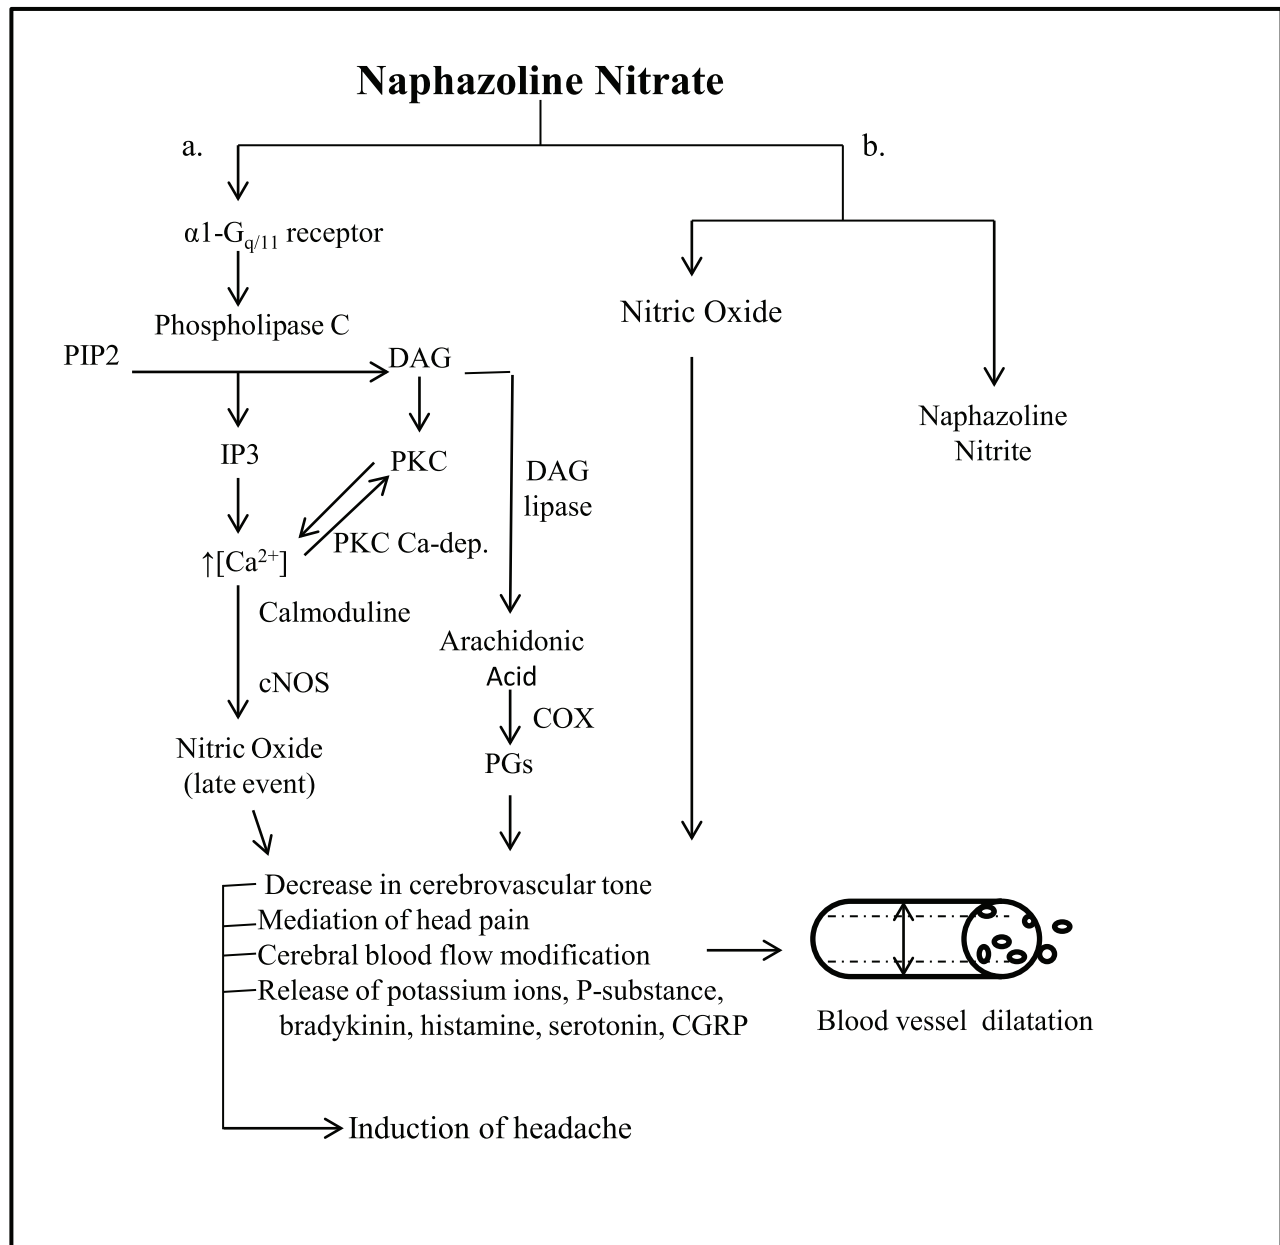 Naphazoline Nitrate
a.
b.
α1-Gq/11 receptor
Nitric Oxide
Phospholipase C
PIP2
DAG
Naphazoline
Nitrite
IP3
PKC
DAG
lipase
PKC Ca-dep.
↑[Ca2+]
Calmoduline
Arachidonic
Acid
cNOS
COX
Nitric Oxide
(late event)
PGs
Decrease in cerebrovascular tone
Mediation of head pain
Cerebral blood flow modification
Release of potassium ions, P-substance,
bradykinin, histamine, serotonin, CGRP
Blood vessel dilatation
Induction of headache